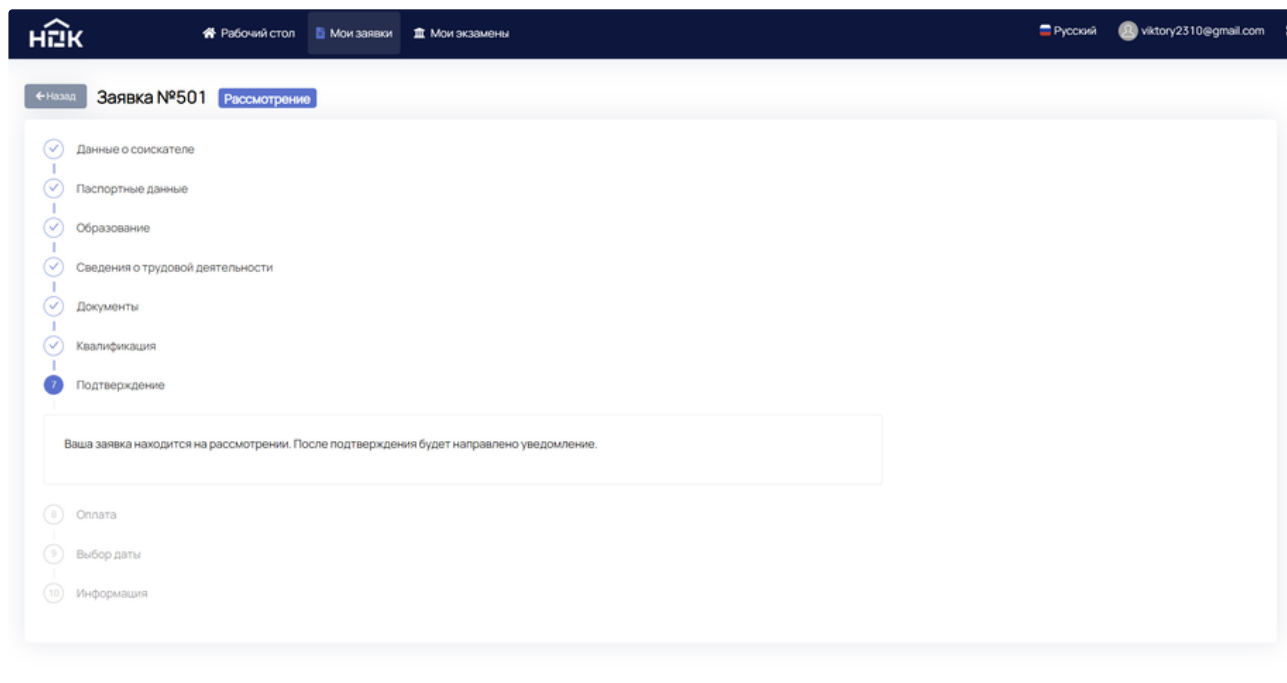 НОК
Рабочий стол
Мои заявки
Мои экзамены
Русский
viktory2310@gmail.com
Назад
Заявка №501
Рассмотрение
Данные о соискателе
Паспортные данные
Образование
Сведения о трудовой деятельности
Документы
Квалификация
7 Подтверждение
Ваша заявка находится на рассмотрении. После подтверждения будет направлено уведомление.
8 Оплата
9 Выбор даты
10 Информация